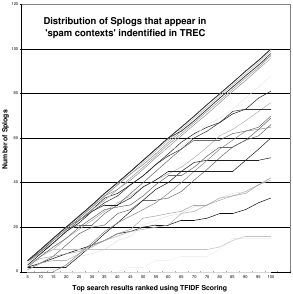 Distribution of Splogs that appear in
'spam contexts' indentified in TREC
Number of Splogs
120
100
80
60
40
20
0
5 10 15 20 25 30 35 40 45 50 55 60 65 70 75 80 85 90 95 100
Top search results ranked using TFIDF Scoring